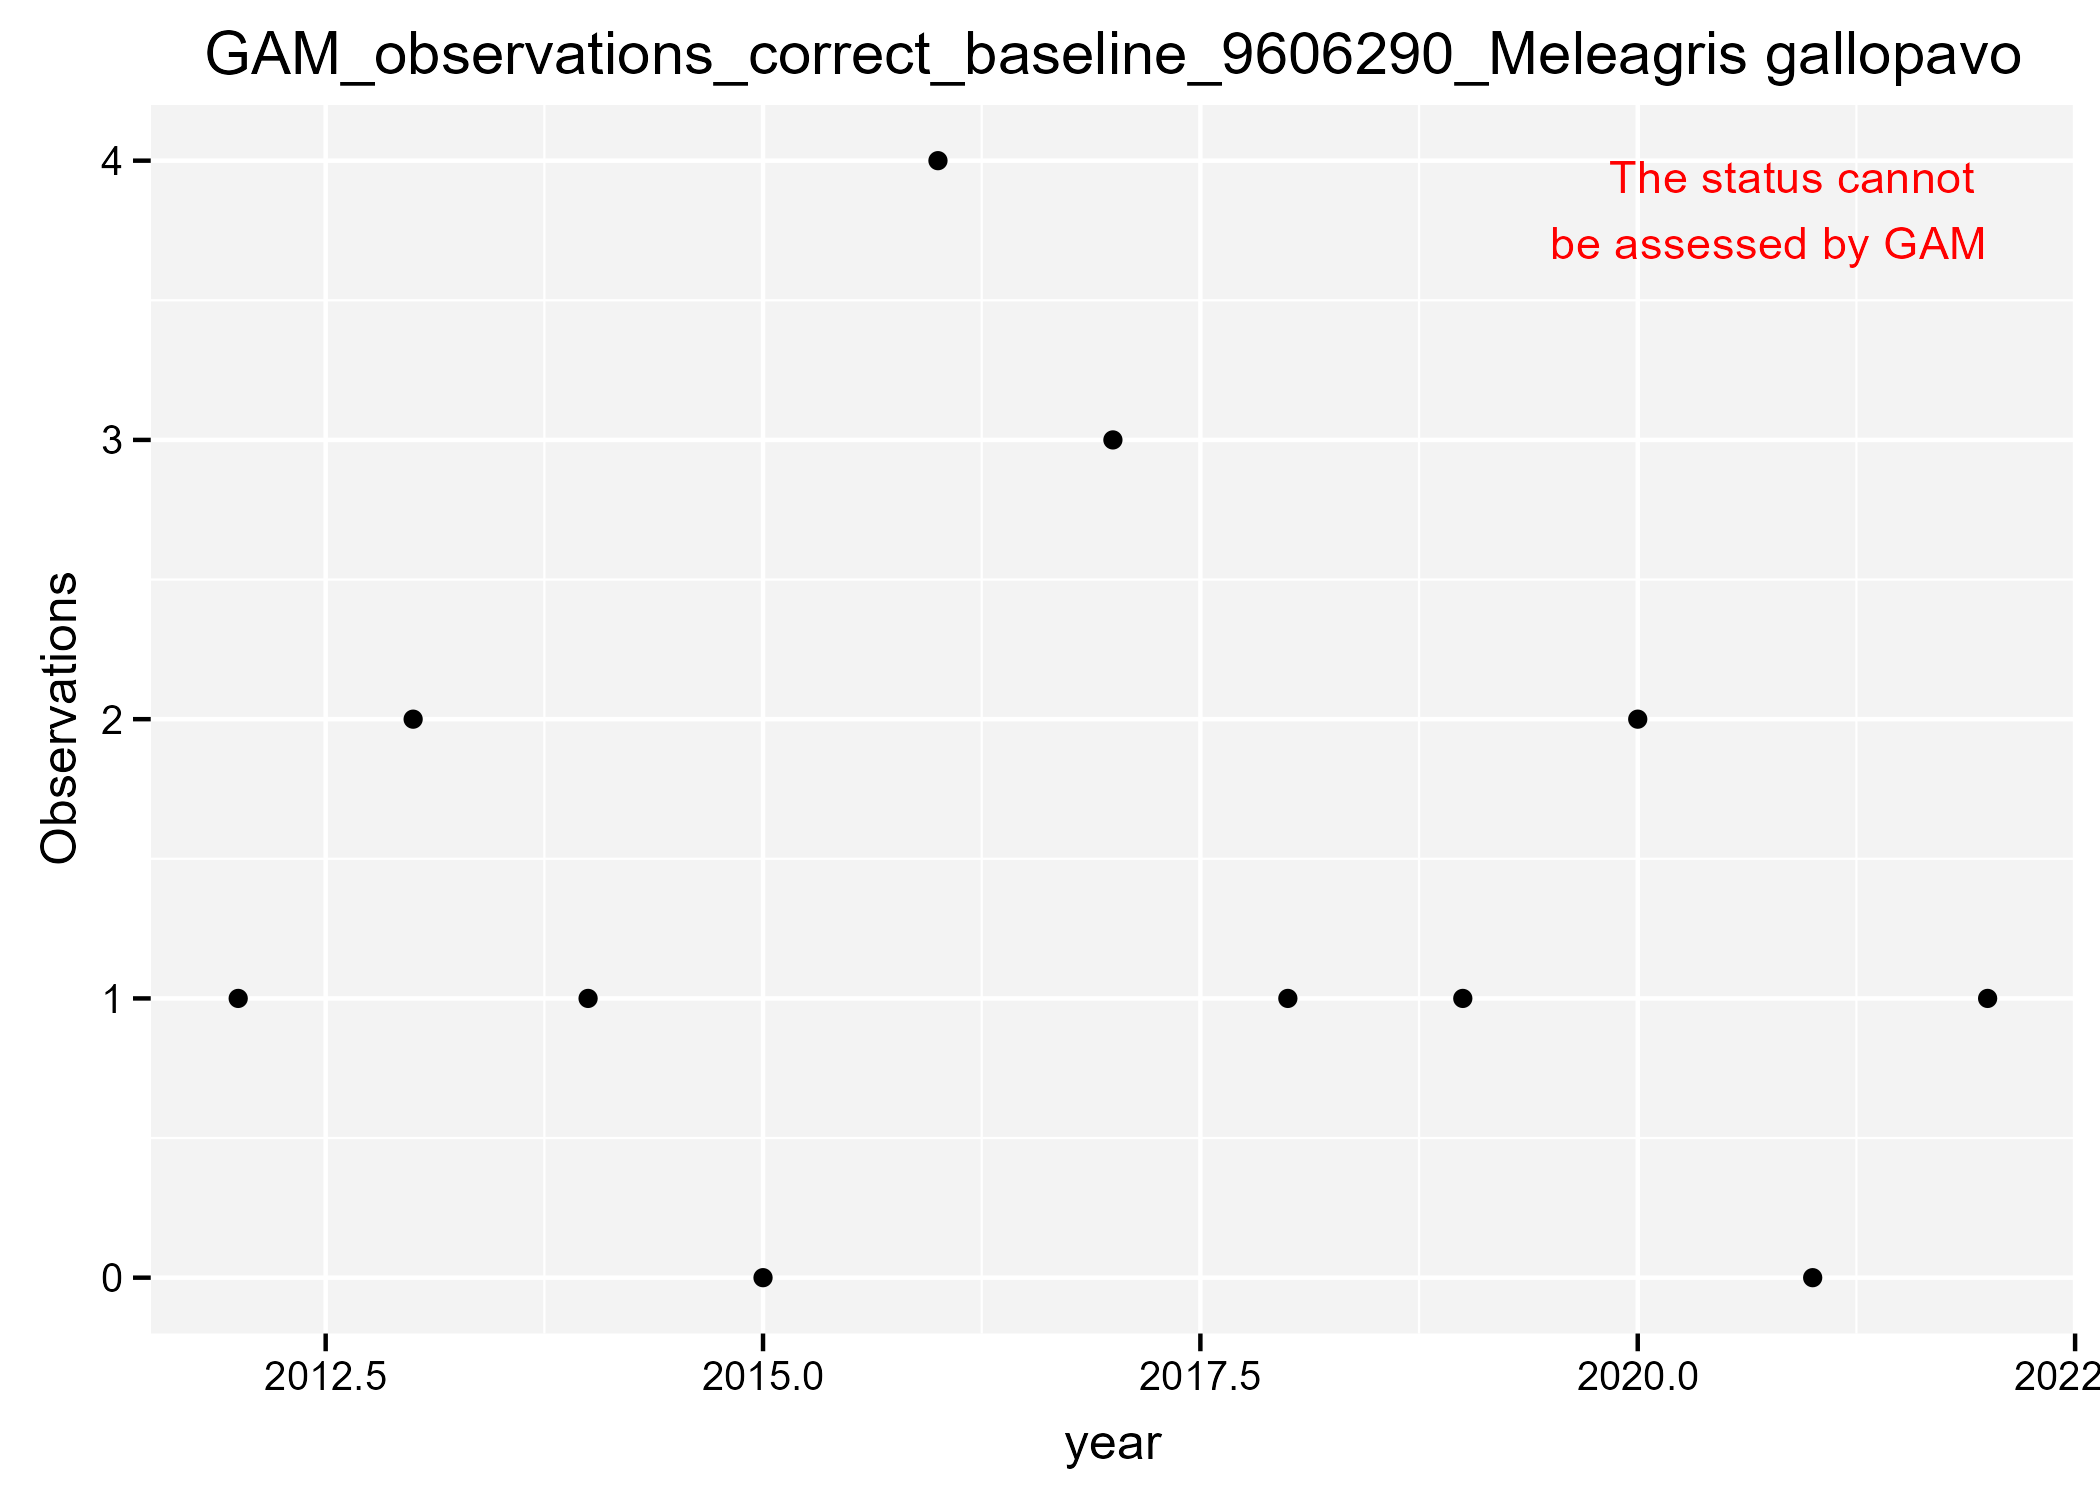 GAM_observations_correct_baseline_9606290_Meleagris gallopavo
The status cannot
be assessed by GAM
4
3
2
1
0
Observations
2012.5
2015.0
2017.5
2020.0
2022
year